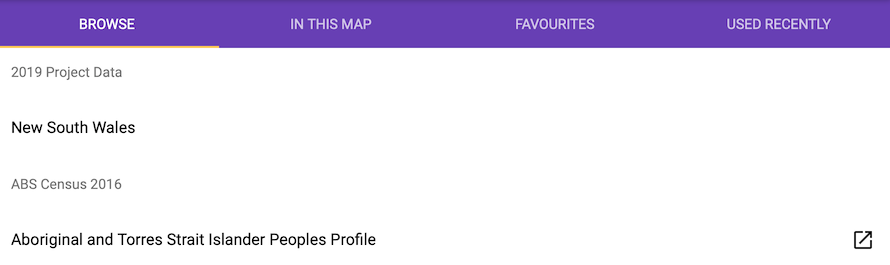 BROWSE IN THIS MAP FAVOURITES USED RECENTLY
2019 Project Data
New South Wales
ABS Census 2016
Aboriginal and Torres Strait Islander Peoples Profile